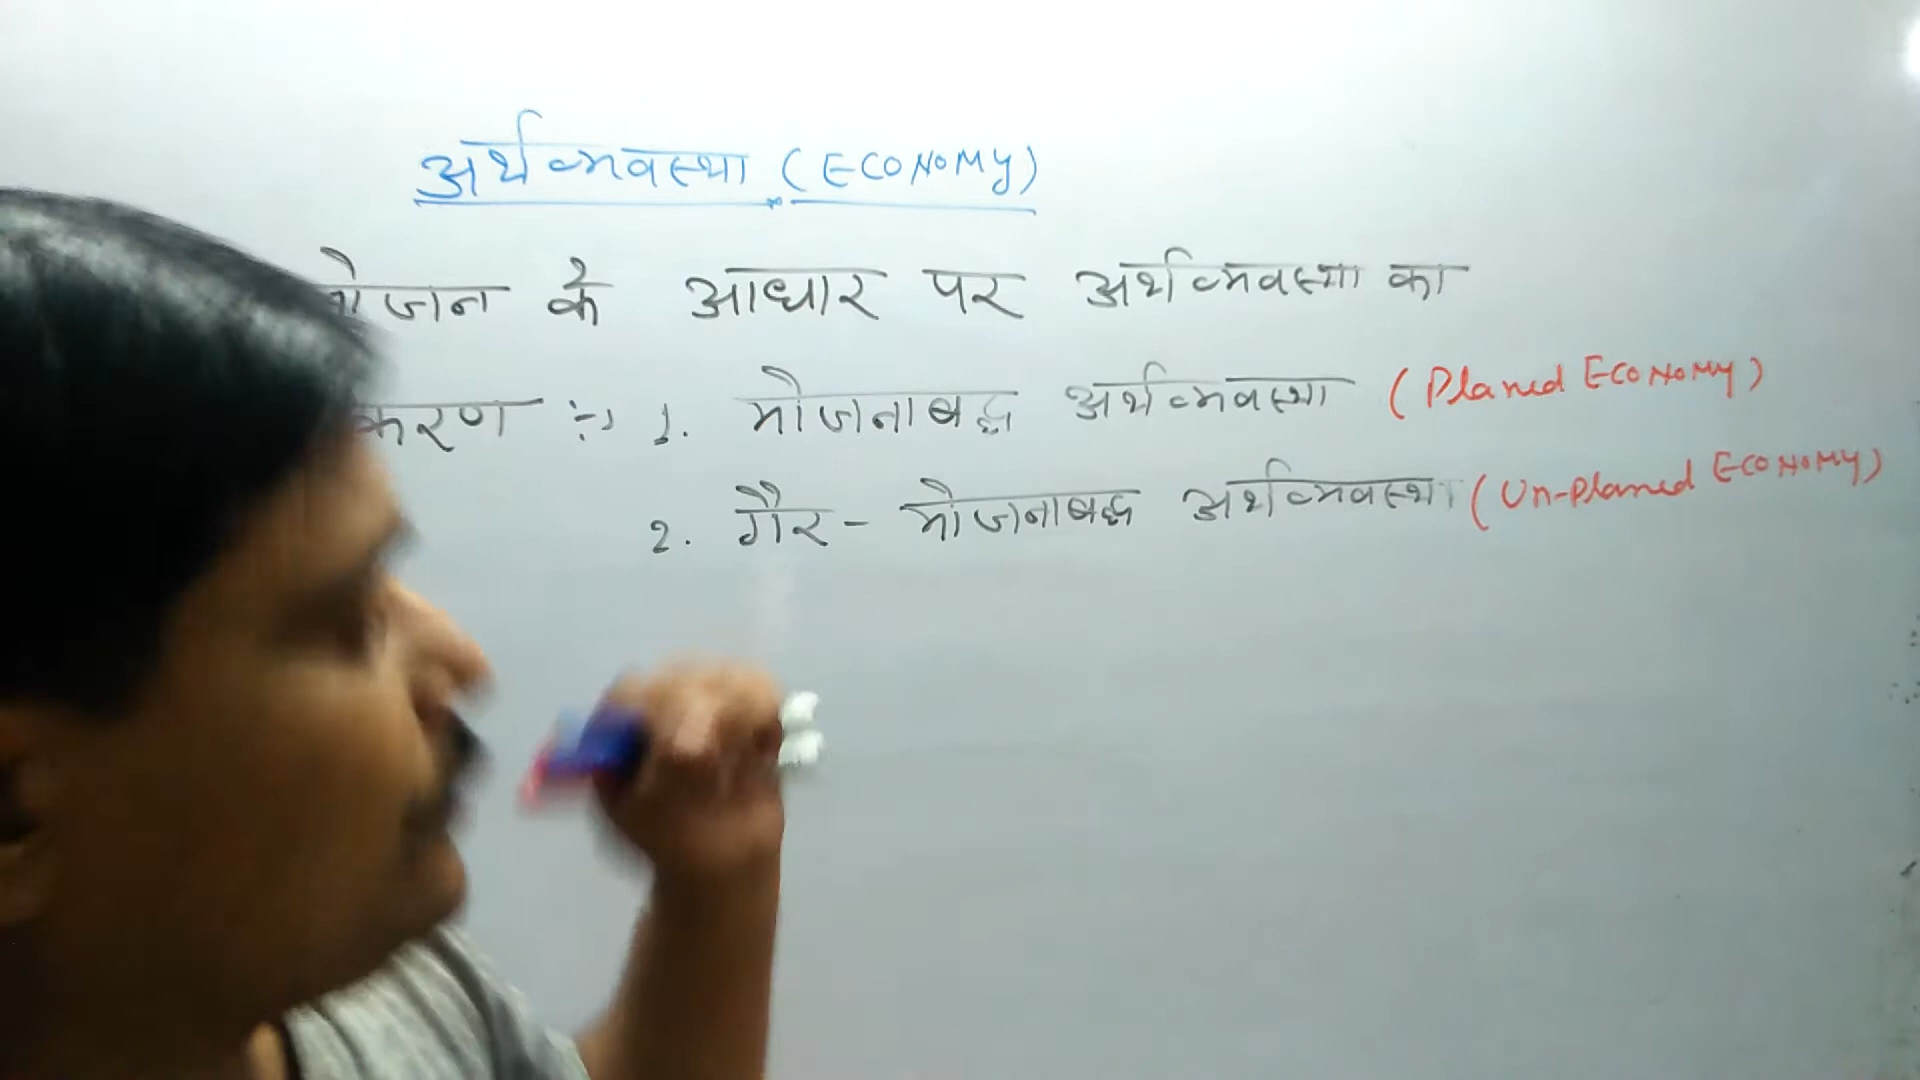 अर्थव्यवस्था (ECONOMY)
के आधार पर अर्थव्यवस्था का
करण :- 1. योजनाबद्ध अर्थव्यवस्था (Planed ECONOMY)
2. गैर - योजनाबद्ध अर्थव्यवस्था (Un-planed ECONOMY)